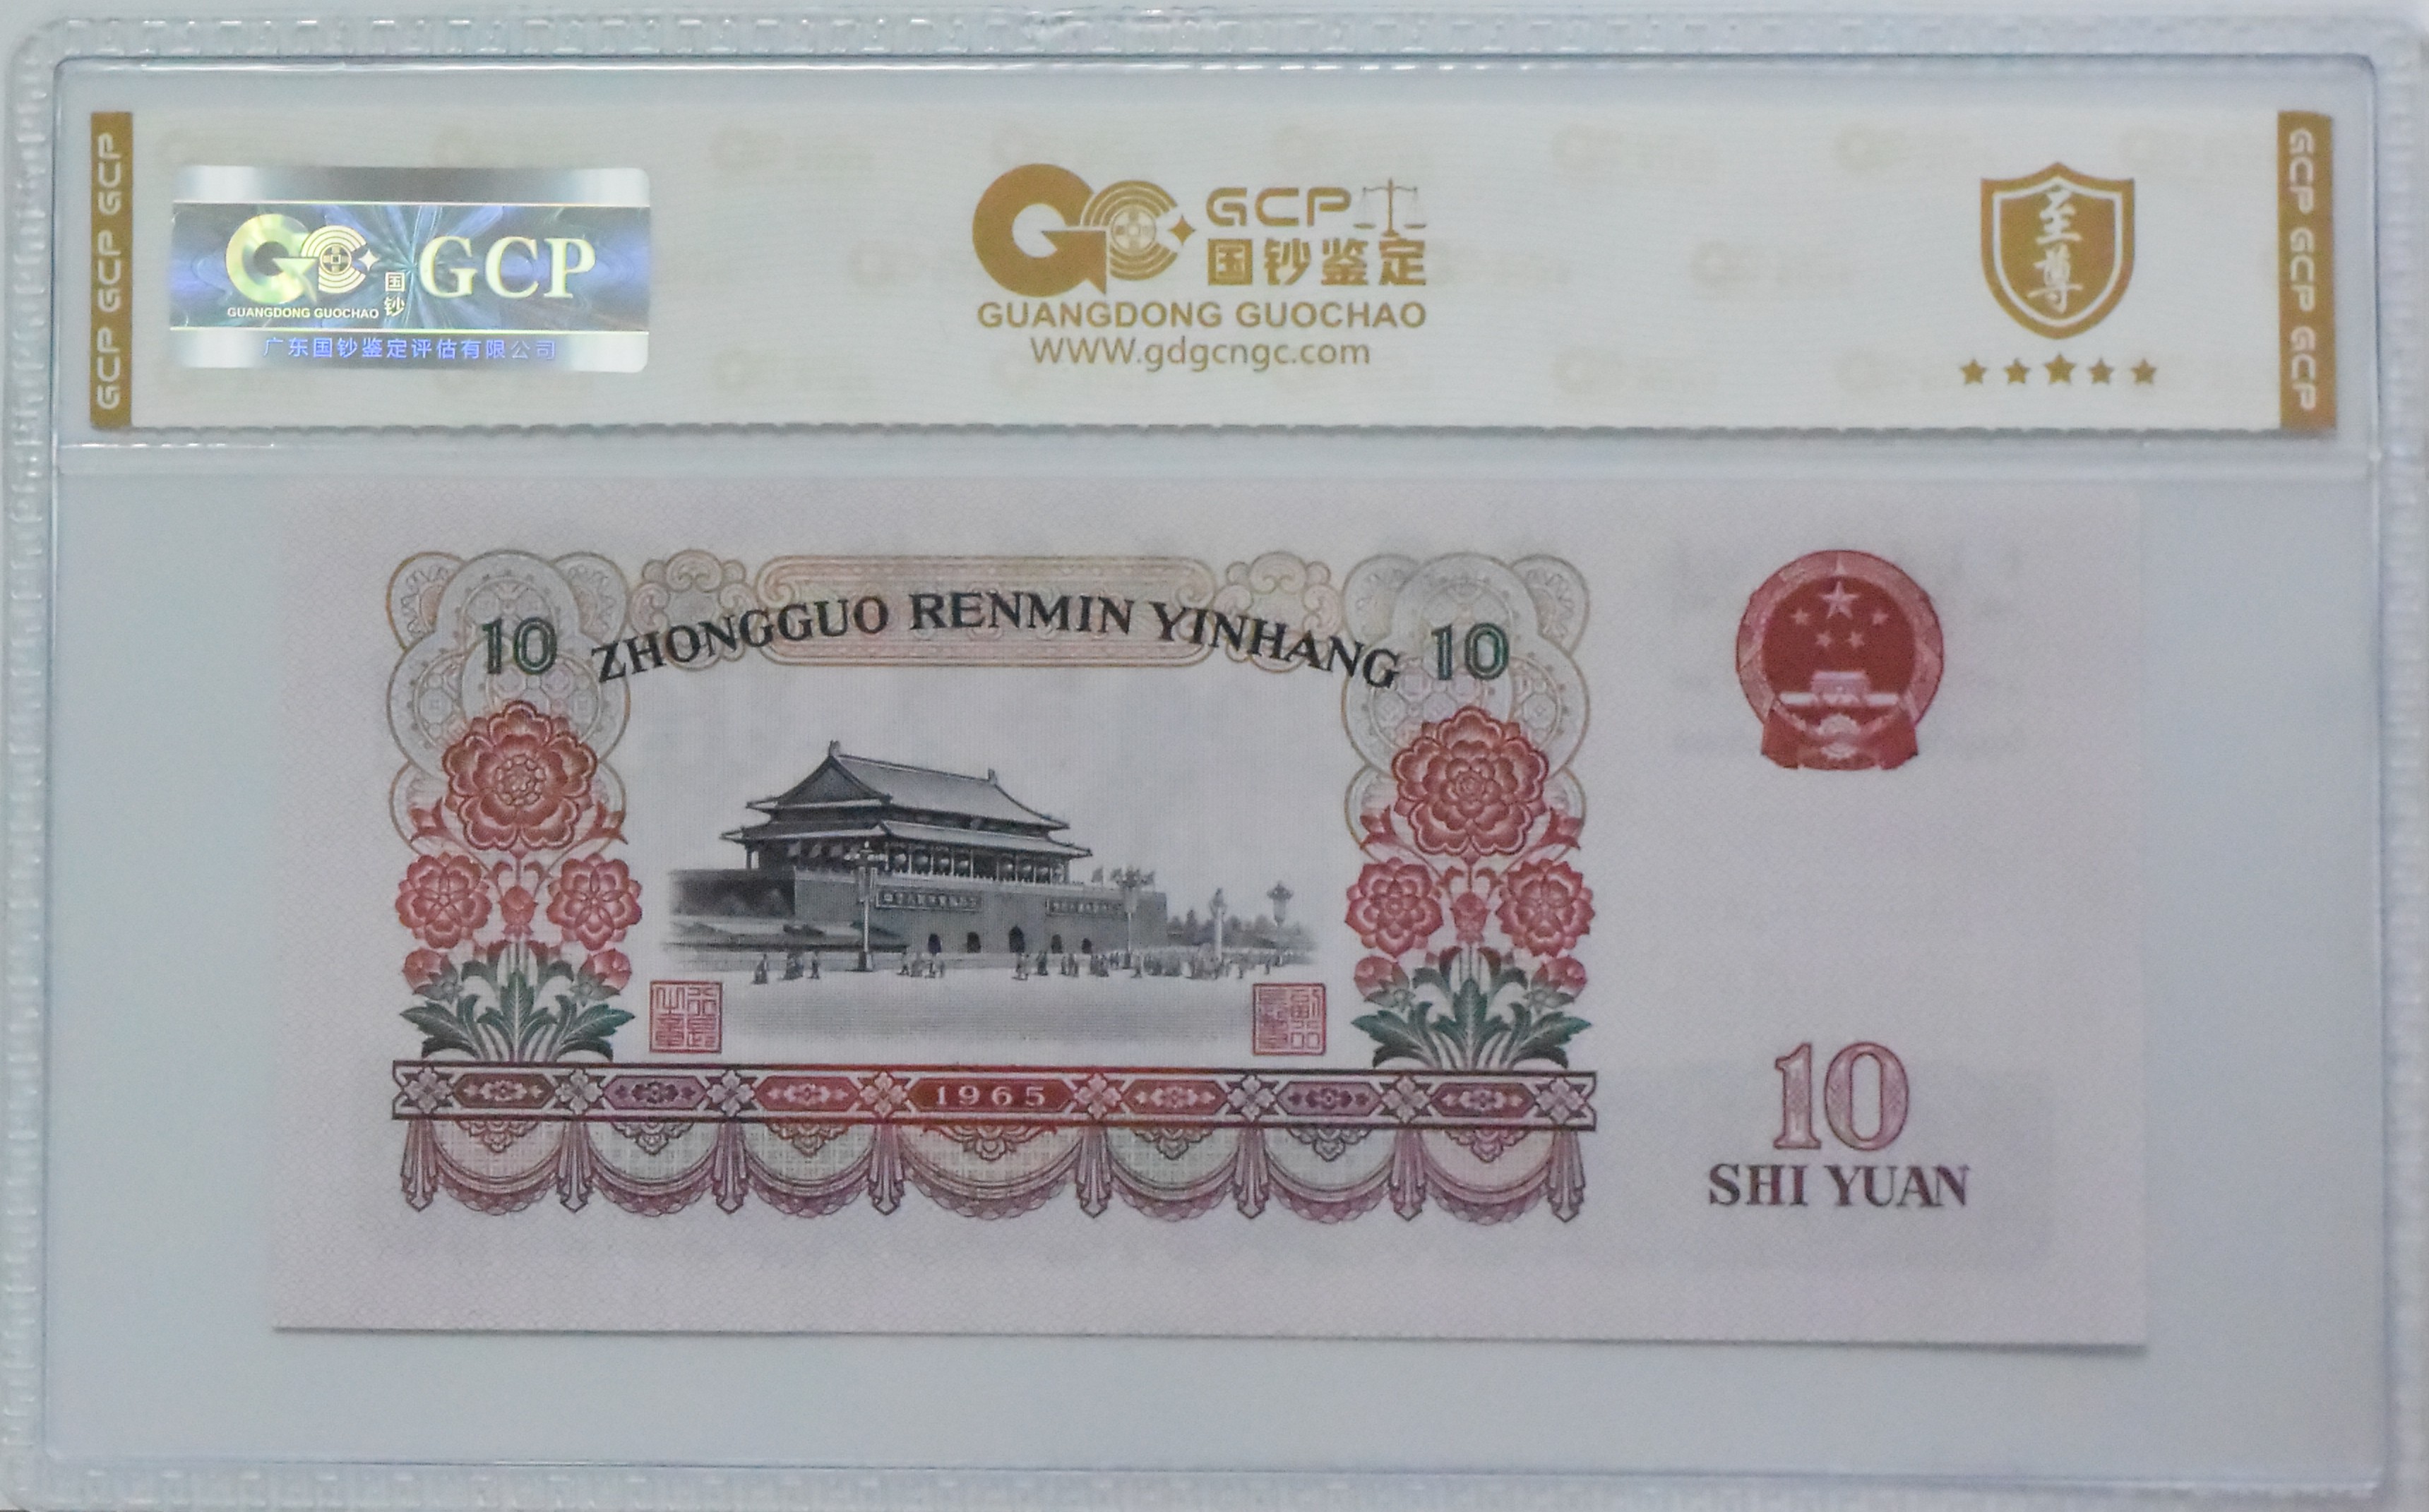 GCP GCP GCP
国钞
GCP
GUANGDONG GUOCHAO
广东国钞鉴定评估有限公司
GCP
国钞鉴定
GUANGDONG GUOCHAO
WWW.gdgcngc.com
至尊
GCP GCP GCP
10 ZHONGGUO RENMIN YINHANG 10
1965
10
SHI YUAN